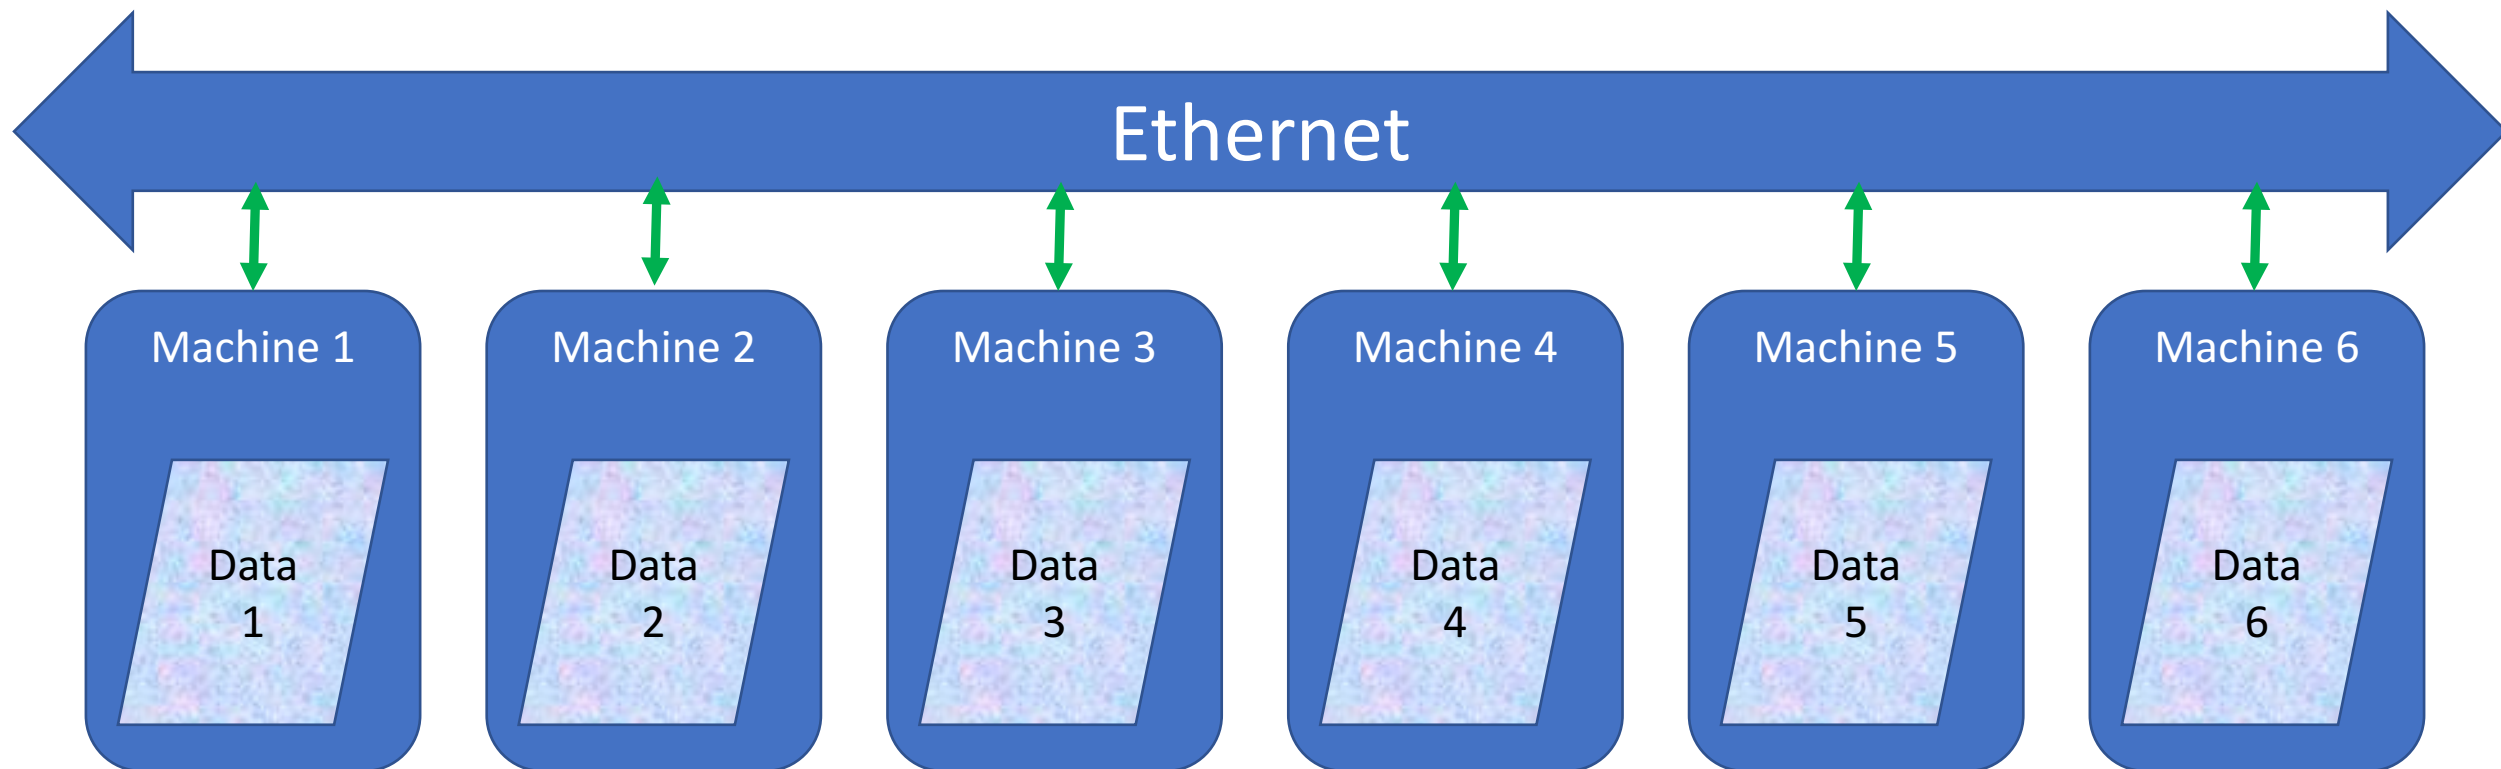 Ethernet
Machine 1
Machine 2
Machine 3
Machine 4
Machine 5
Machine 6
Data
1
Data
2
Data
3
Data
4
Data
5
Data
6